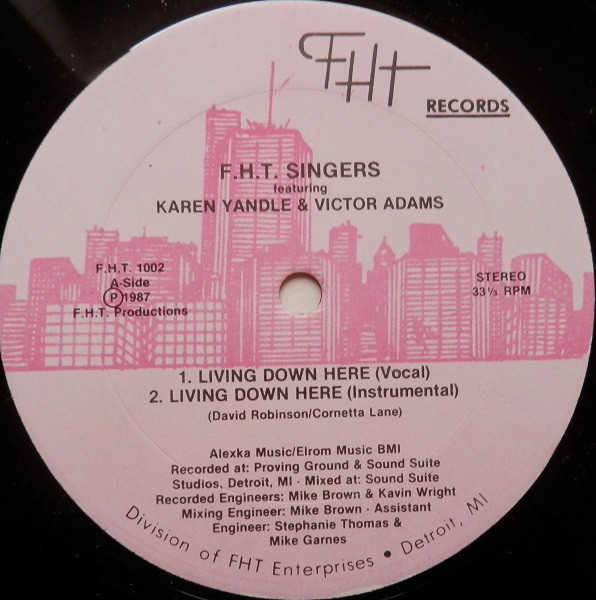 FHT
RECORDS
F.H.T. SINGERS
featuring
KAREN YANDLE & VICTOR ADAMS
F.H.T. 1002
A-Side
Ⓟ1987
F.H.T. Productions
STEREO
33⅓ RPM
1. LIVING DOWN HERE (Vocal)
2. LIVING DOWN HERE (Instrumental)
(David Robinson/Cornetta Lane)
Alexka Music/Elrom Music BMI
Recorded at: Proving Ground & Sound Suite
Studios, Detroit, MI · Mixed at: Sound Suite
Recorded Engineers: Mike Brown & Kavin Wright
Mixing Engineer: Mike Brown · Assistant
Engineer: Stephanie Thomas &
Mike Garnes
Division of FHT Enterprises • Detroit, MI